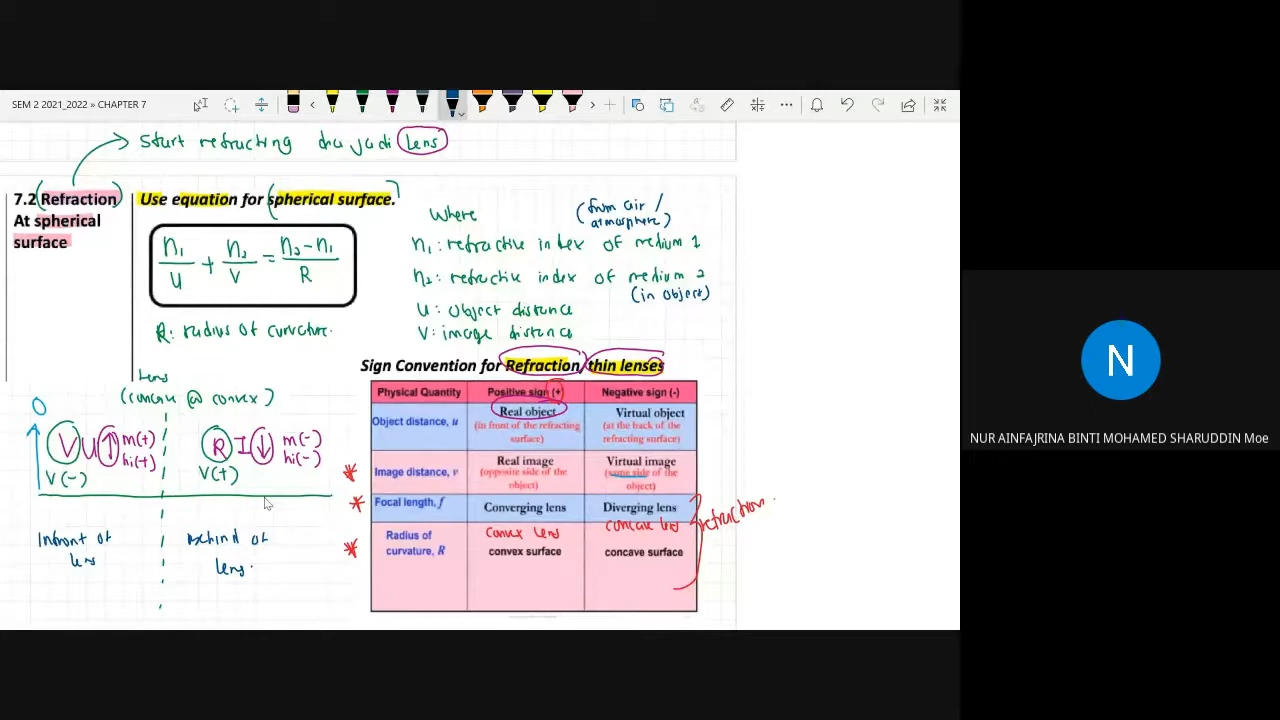 SEM 2 2021_2022 » CHAPTER 7
start refracting dia jadi lens
7.2 Refraction
At spherical
surface
Use equation for spherical surface.
n₁/u + n₂/v = n₂-n₁/R
R: radius of curvature.
where
(from air /
atmosphere)
n₁: refractive index of medium 1
n₂: refractive index of medium 2
(in object)
u: object distance
v: image distance
Sign Convention for Refraction/thin lenses
Physical Quantity Positive sign (+) Negative sign (-)
Object distance, u
Real object
(in front of the refracting
surface)
Virtual object
(at the back of the
refracting surface)
Image distance, v
Real image
(opposite side of the
object)
Virtual image
(same side of the
object)
Focal length, f
Converging lens
Diverging lens
Radius of
curvature, R
convex lens
convex surface
concave lens
concave surface
refraction.
Lens
(concave @ convex)
O
V U ↑ m(+)
hi(+)
V(-)
R I ↓ m(-)
hi(-)
V(+)
Infront of
lens
Behind of
lens.
N
NUR AINFAJRINA BINTI MOHAMED SHARUDDIN Moe